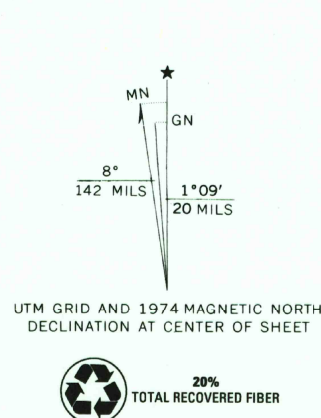 MN
GN
8°
142 MILS
1°09′
20 MILS
UTM GRID AND 1974 MAGNETIC NORTH
DECLINATION AT CENTER OF SHEET
20%
TOTAL RECOVERED FIBER